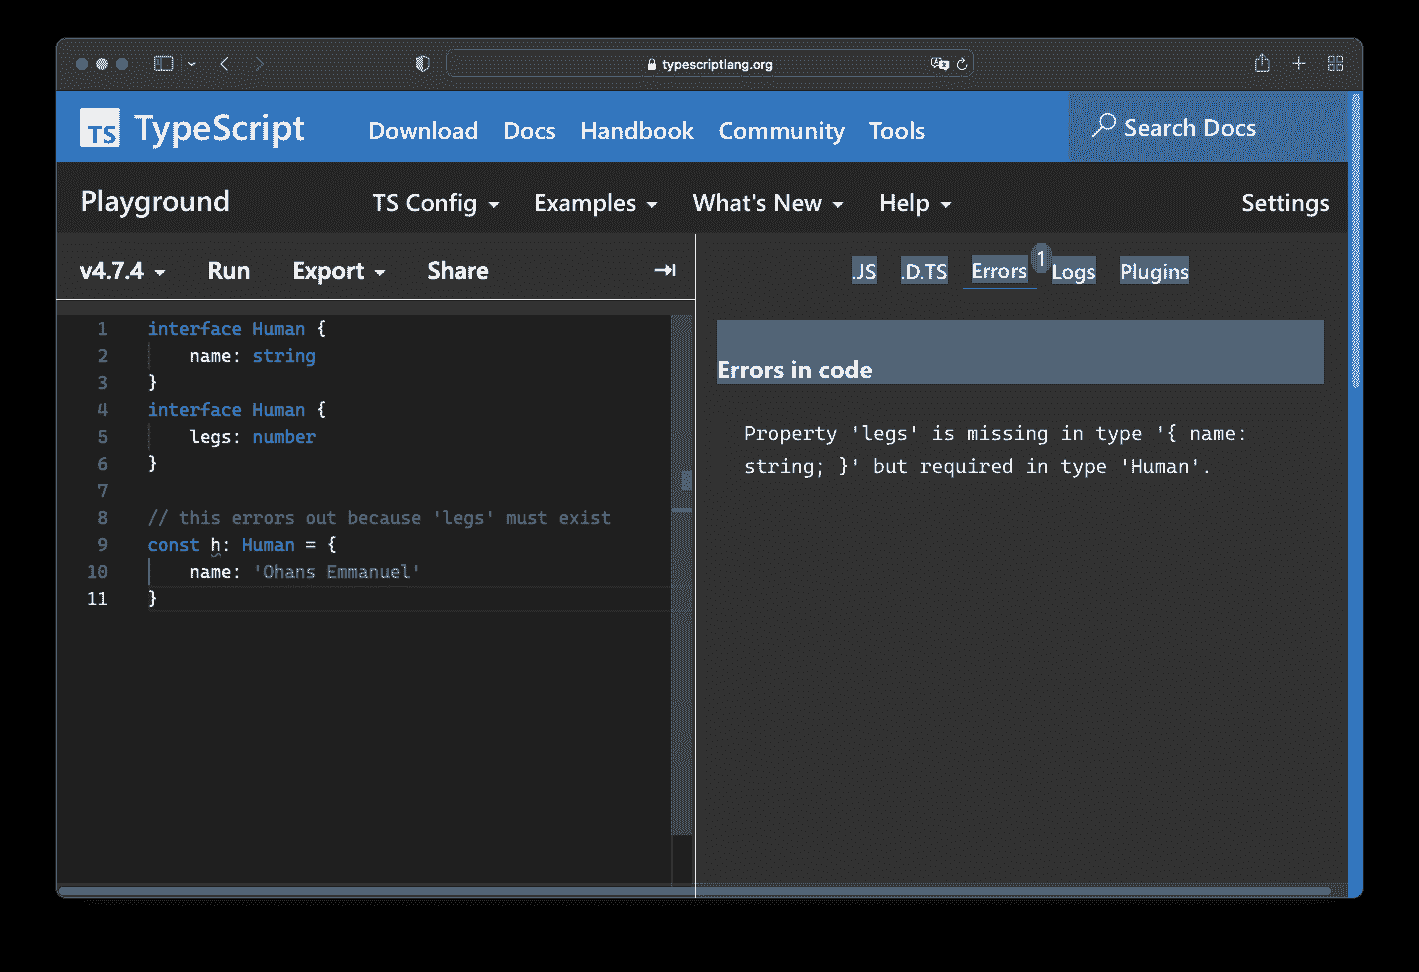 typescriptlang.org
TS TypeScript Download Docs Handbook Community Tools Search Docs
Playground TS Config Examples What's New Help Settings
v4.7.4 Run Export Share
.JS .D.TS Errors 1 Logs Plugins
1 interface Human {
2 name: string
3 }
4 interface Human {
5 legs: number
6 }
7
8 // this errors out because 'legs' must exist
9 const h: Human = {
10 name: 'Ohans Emmanuel'
11 }
Errors in code
Property 'legs' is missing in type '{ name:
string; }' but required in type 'Human'.